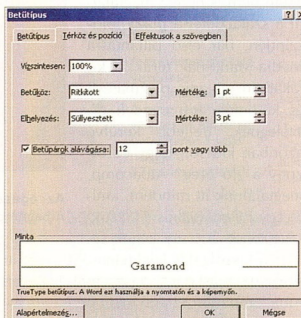 Betűtípus
Betűtípus Térköz és pozíció Effektusok a szövegben
Vízszintesen: 100%
Betűköz: Ritkított Mértéke: 1 pt
Elhelyezés: Süllyesztett Mértéke: 3 pt
Betűpárok alávágása: 12 pont vagy több
Minta
Garamond
TrueType betűtípus. A Word ezt használja a nyomtatón és a képernyőn.
Alapértelmezés... OK Mégse